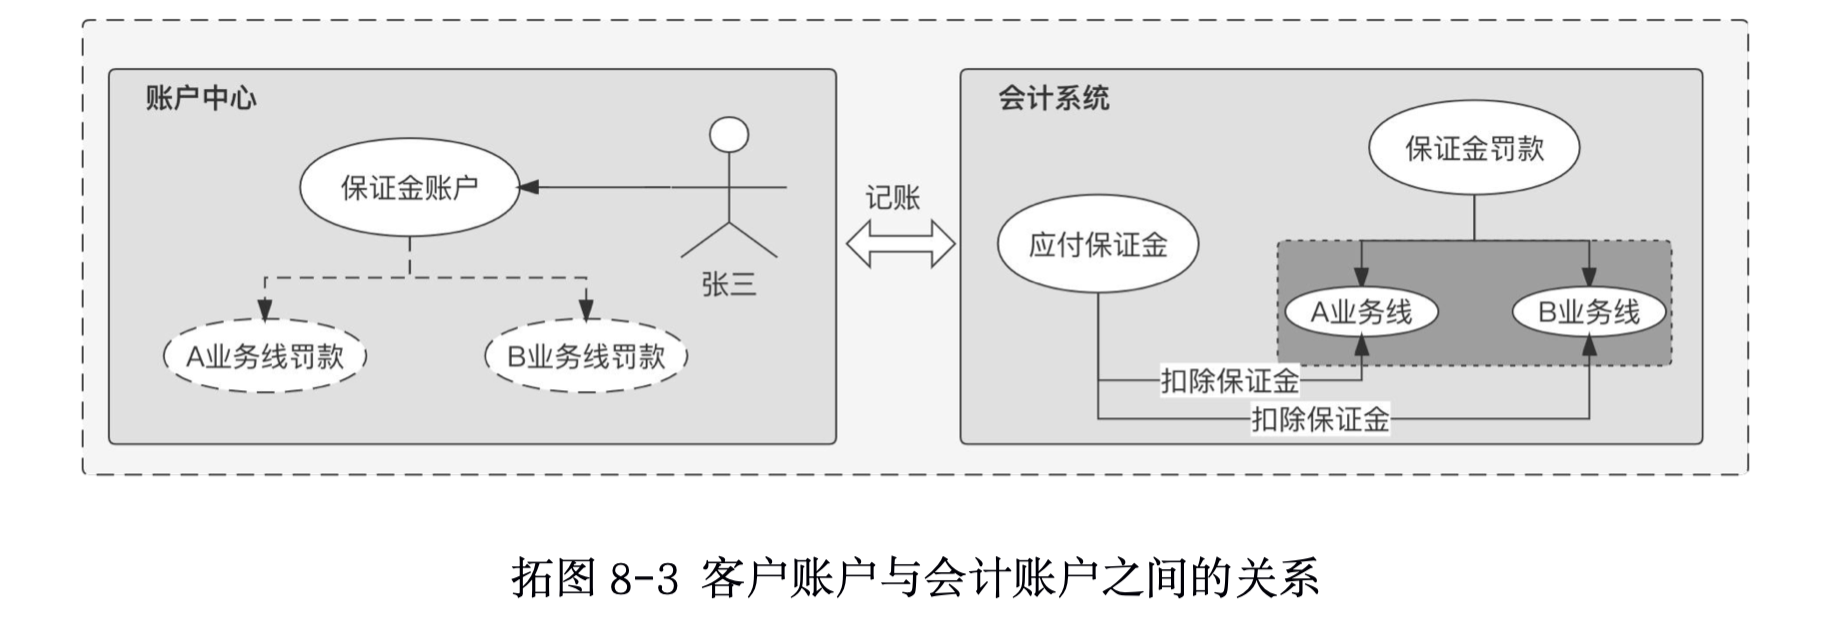 账户中心
保证金账户
张三
A业务线罚款
B业务线罚款
记账
会计系统
保证金罚款
应付保证金
A业务线
B业务线
扣除保证金
扣除保证金
拓图 8-3 客户账户与会计账户之间的关系